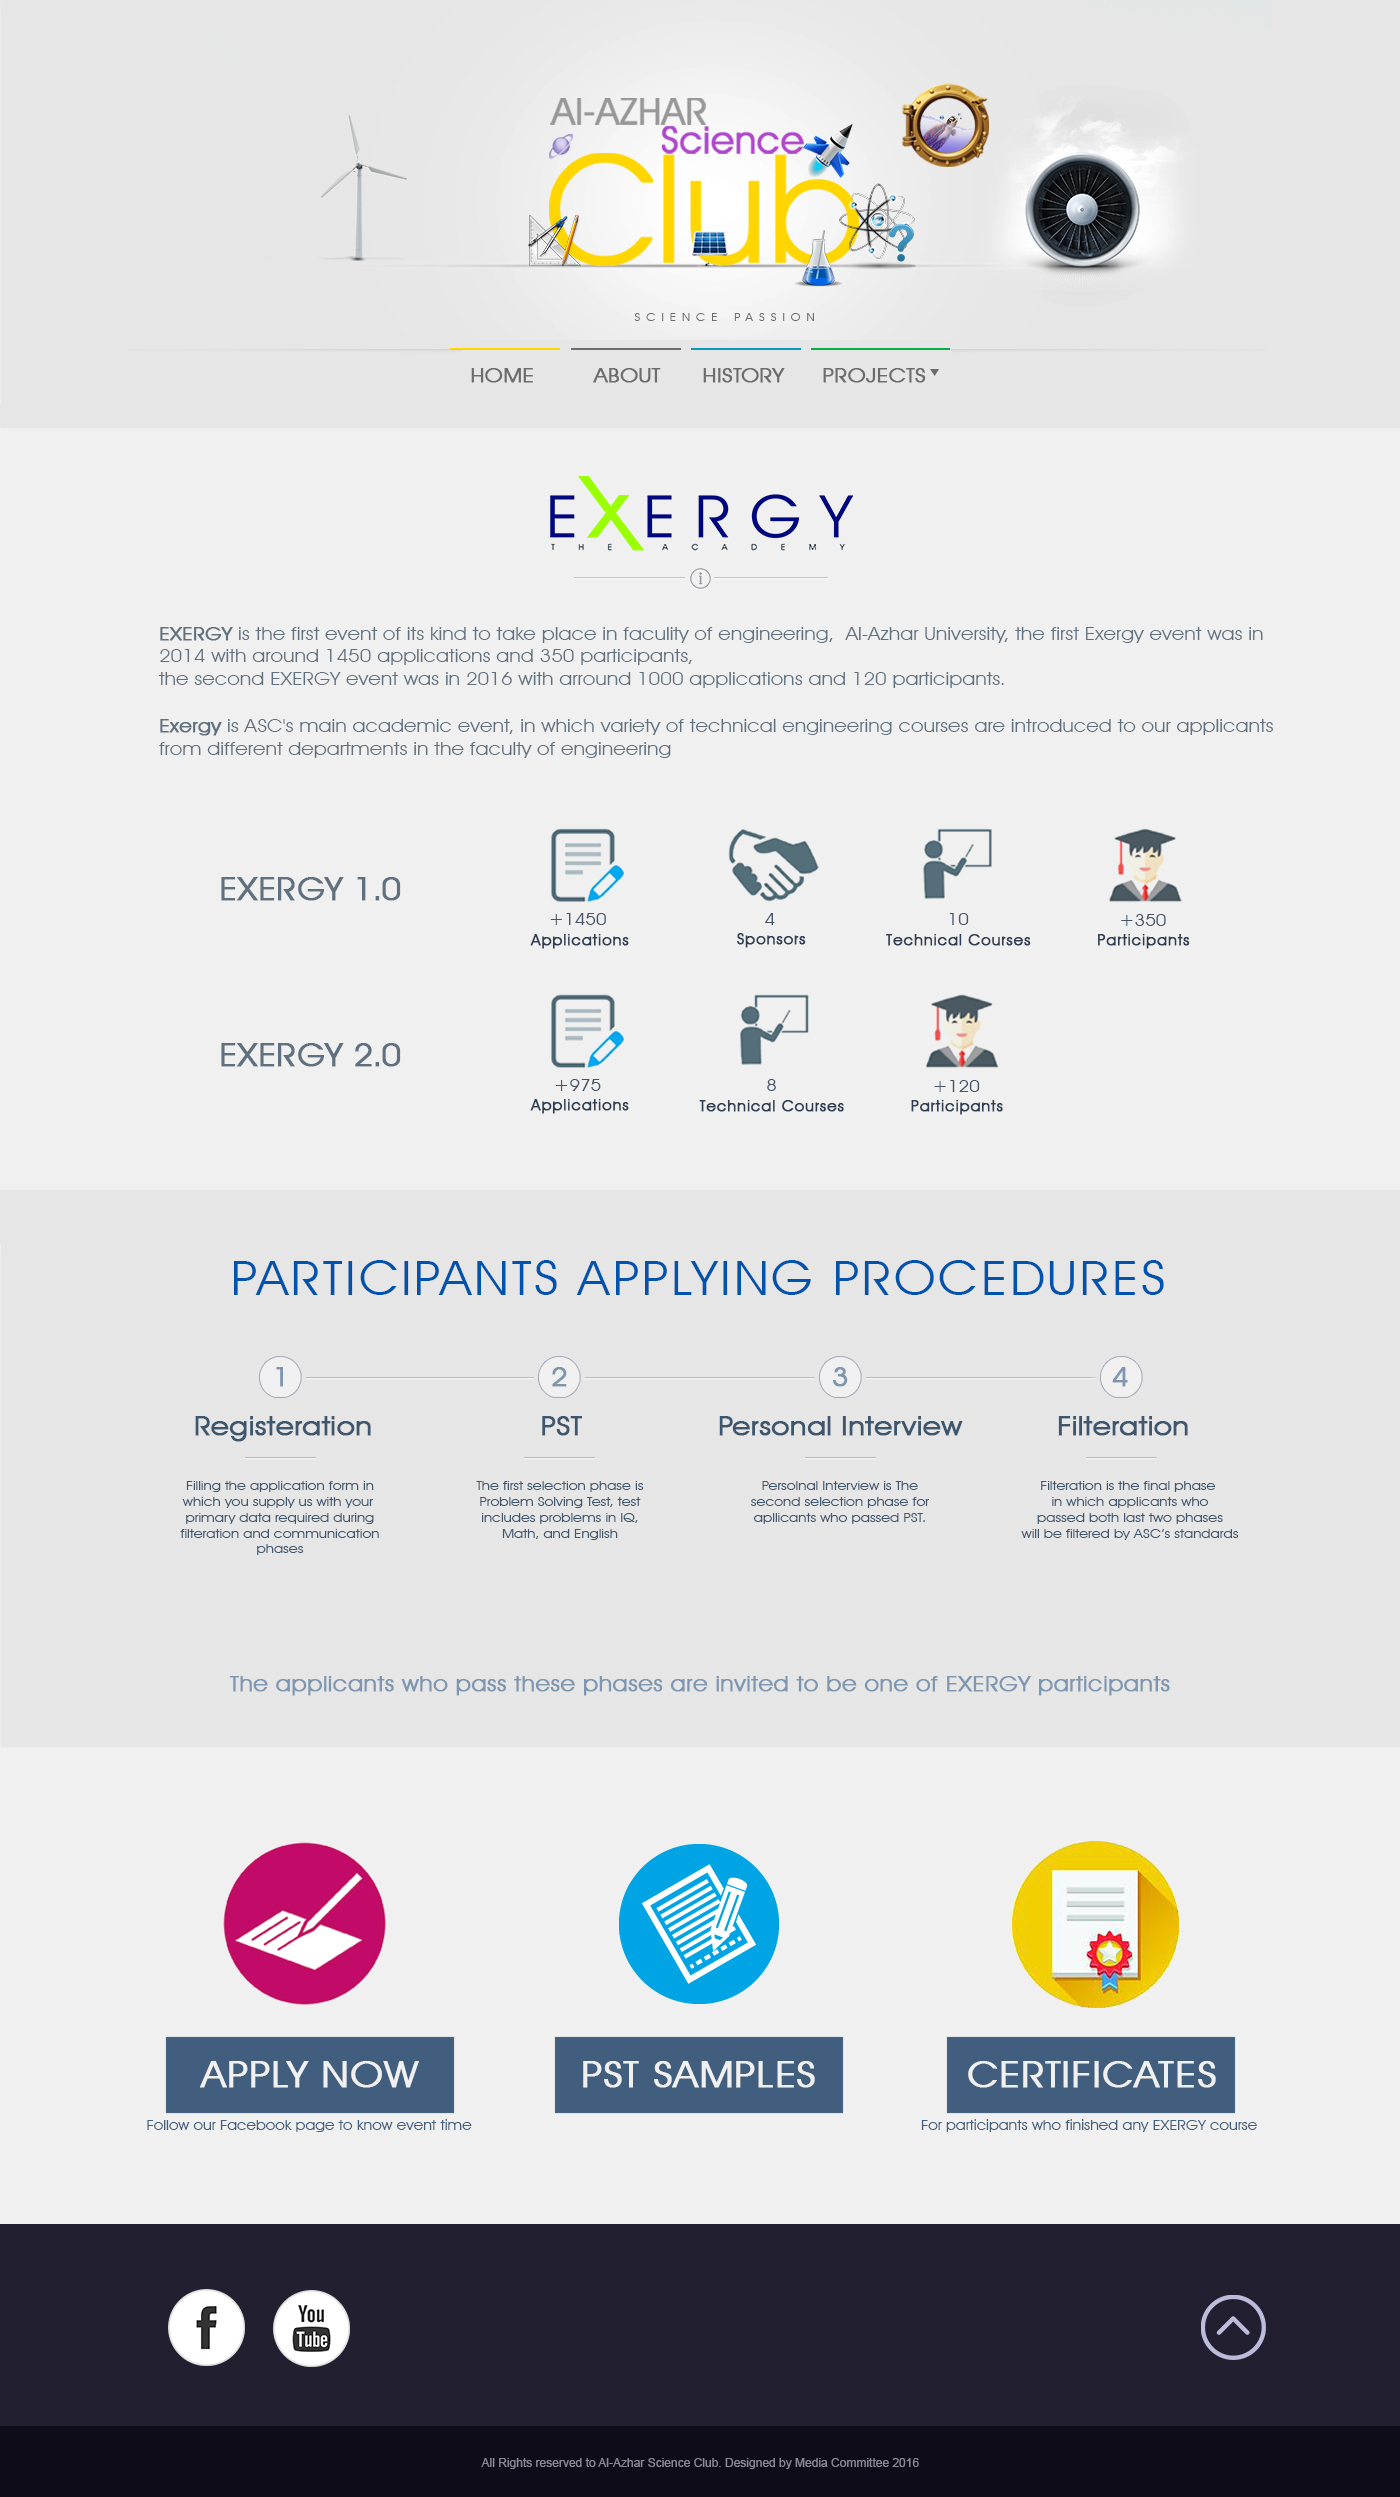 Al-AZHAR
Science
Club
SCIENCE PASSION
HOME ABOUT HISTORY PROJECTS
EXERGY
THE ACADEMY
i
EXERGY is the first event of its kind to take place in faculity of engineering, Al-Azhar University, the first Exergy event was in
2014 with around 1450 applications and 350 participants,
the second EXERGY event was in 2016 with arround 1000 applications and 120 participants.
Exergy is ASC's main academic event, in which variety of technical engineering courses are introduced to our applicants
from different departments in the faculty of engineering
EXERGY 1.0
+1450
Applications
4
Sponsors
10
Technical Courses
+350
Participants
EXERGY 2.0
+975
Applications
8
Technical Courses
+120
Participants
PARTICIPANTS APPLYING PROCEDURES
1
Registeration
Filling the application form in
which you supply us with your
primary data required during
filteration and communication
phases
2
PST
The first selection phase is
Problem Solving Test, test
includes problems in IQ,
Math, and English
3
Personal Interview
Persolnal Interview is The
second selection phase for
apllicants who passed PST.
4
Filteration
Filteration is the final phase
in which applicants who
passed both last two phases
will be filtered by ASC's standards
The applicants who pass these phases are invited to be one of EXERGY participants
APPLY NOW
Follow our Facebook page to know event time
PST SAMPLES
CERTIFICATES
For participants who finished any EXERGY course
f
You
Tube
All Rights reserved to Al-Azhar Science Club. Designed by Media Committee 2016